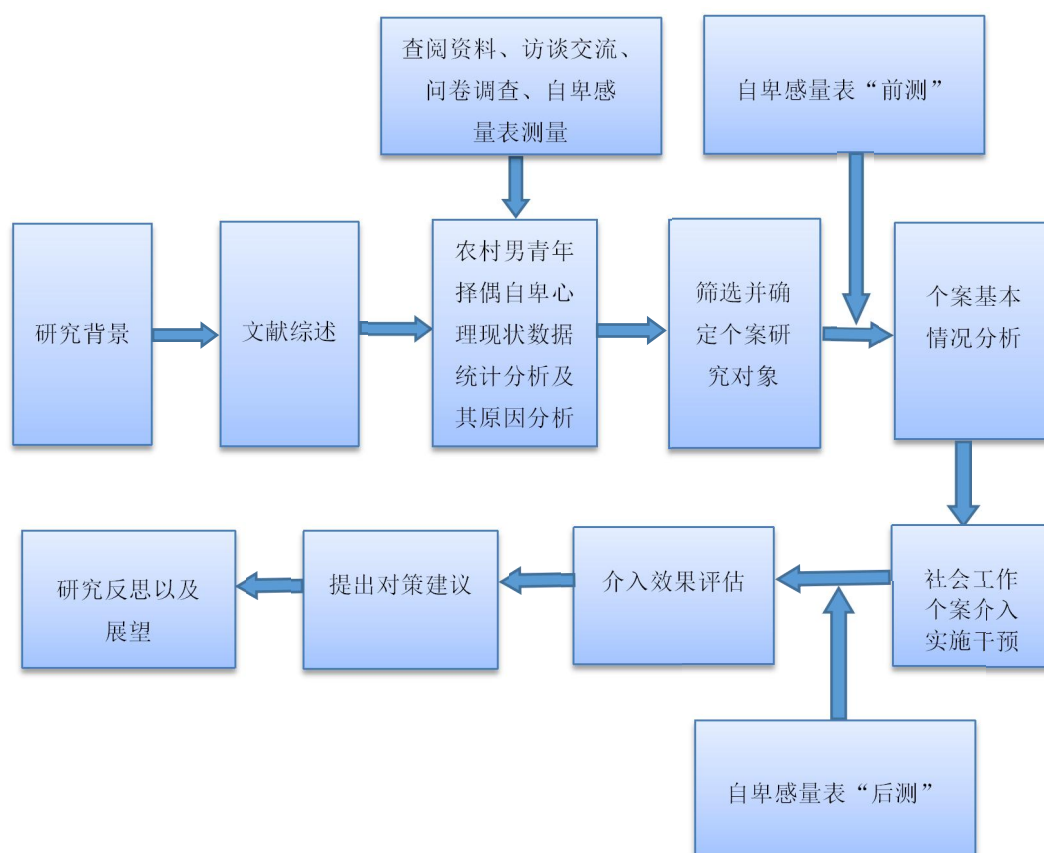 查阅资料、访谈交流、
问卷调查、自卑感
量表测量
自卑感量表“前测”
研究背景
文献综述
农村男青年
择偶自卑心
理现状数据
统计分析及
其原因分析
筛选并确
定个案研
究对象
个案基本
情况分析
研究反思以及
展望
提出对策建议
介入效果评估
社会工作
个案介入
实施干预
自卑感量表“后测”